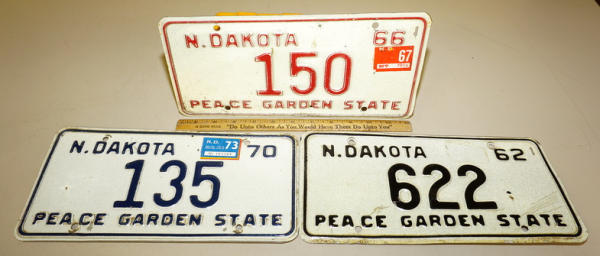 N. DAKOTA 66
N.D. 67
150
PEACE GARDEN STATE
"Do Unto Others As You Would Have Them Do Unto You"
N. DAKOTA N.D. 73 70
135
PEACE GARDEN STATE
N. DAKOTA 62
622
PEACE GARDEN STATE